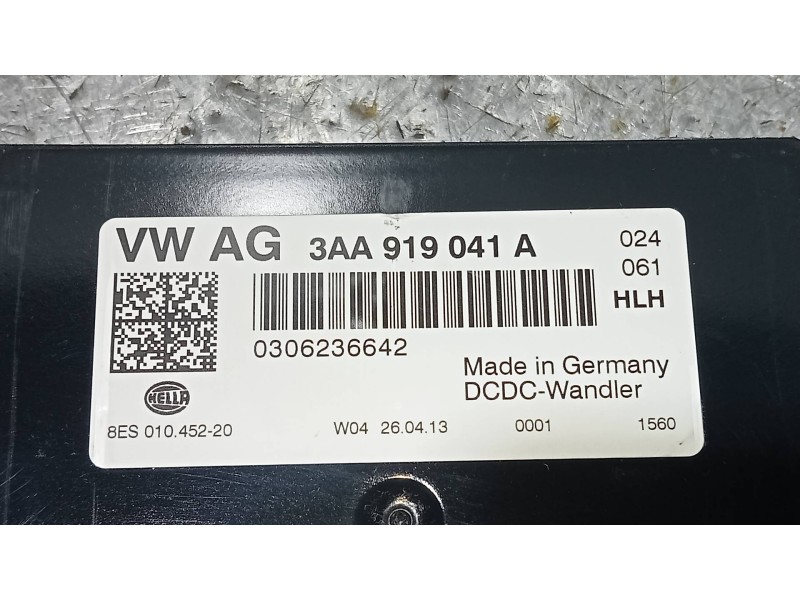 VW AG 3AA 919 041 A 024
061
HLH
0306236642
Made in Germany
DCDC-Wandler
HELLA
8ES 010.452-20 W04 26.04.13 0001 1560